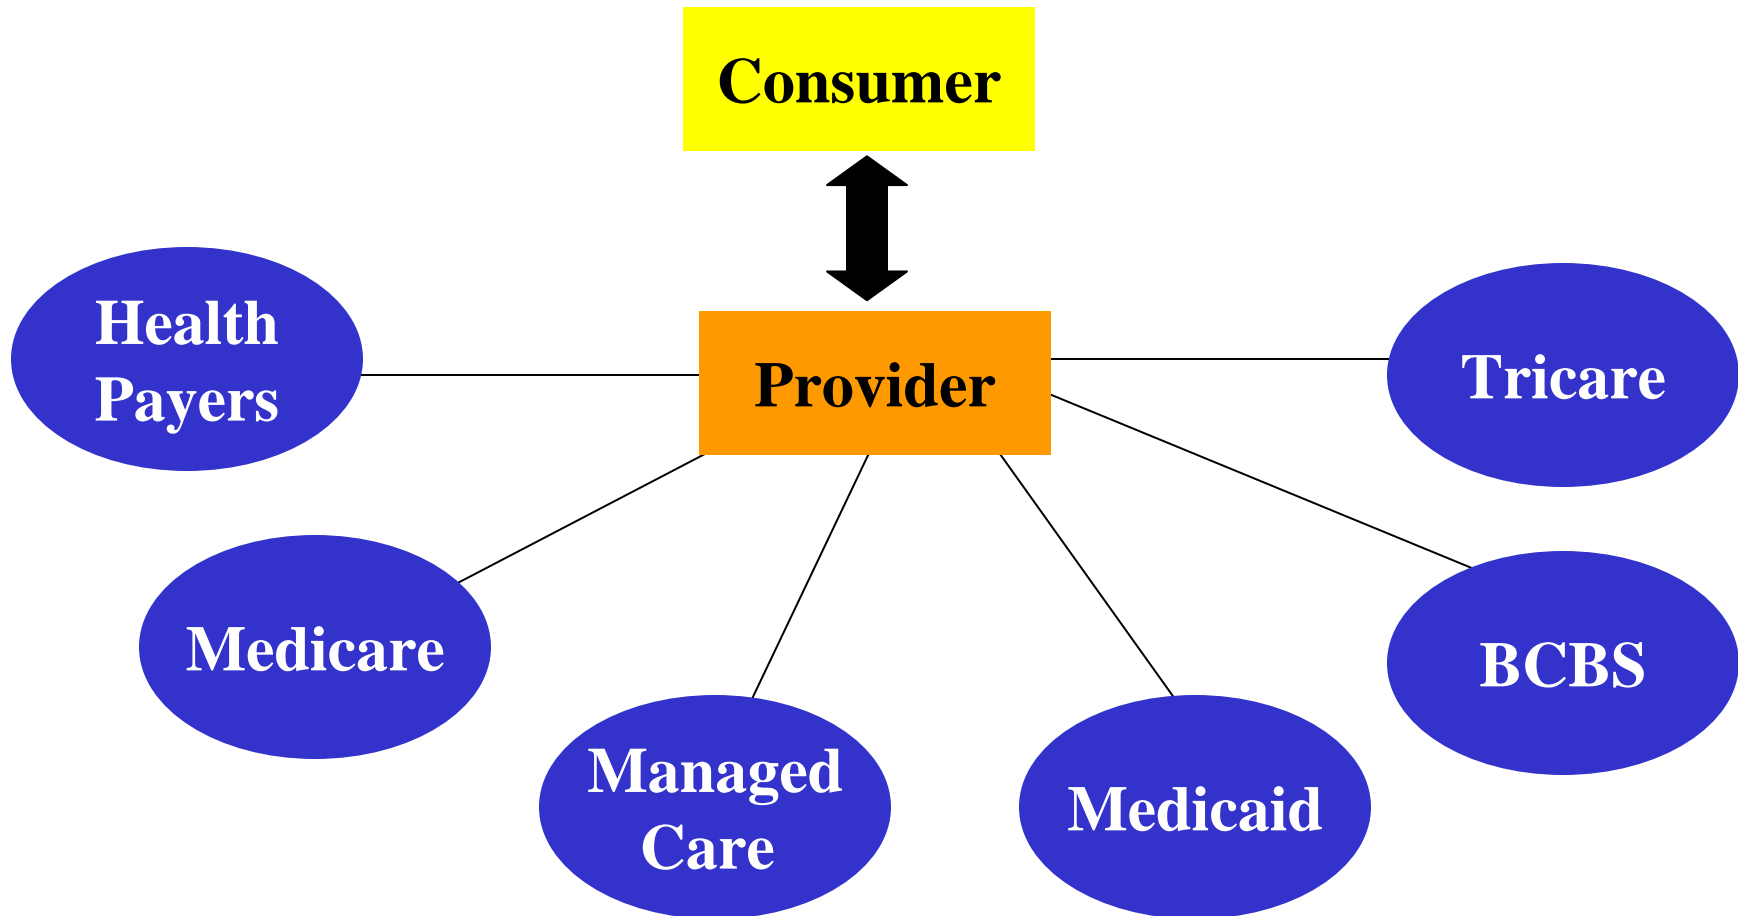 Consumer
Health
Payers
Provider
Tricare
Medicare
BCBS
Managed
Care
Medicaid